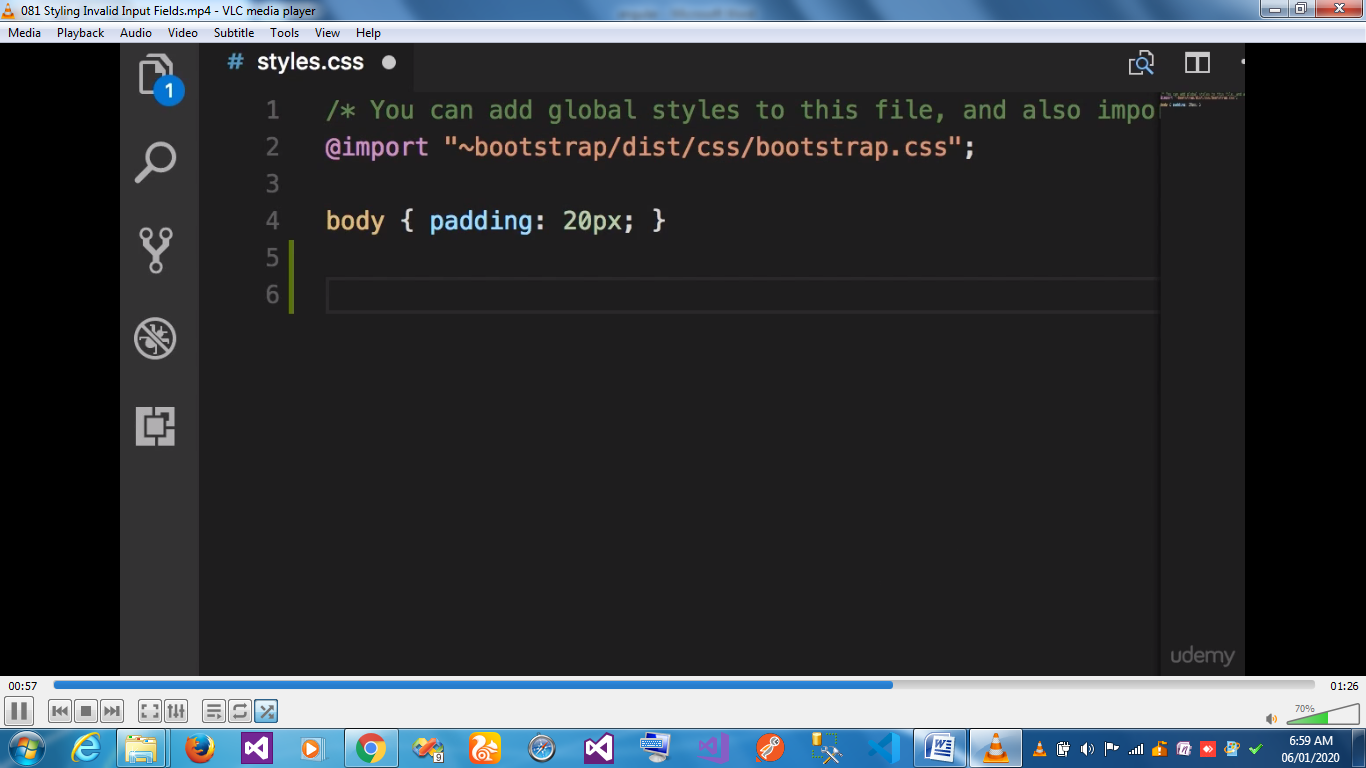 081 Styling Invalid Input Fields.mp4 - VLC media player
Media Playback Audio Video Subtitle Tools View Help
# styles.css
1
1 /* You can add global styles to this file, and also impor
2 @import "~bootstrap/dist/css/bootstrap.css";
3
4 body { padding: 20px; }
5
6
udemy
00:57 01:26
70%
9
6:59 AM
06/01/2020